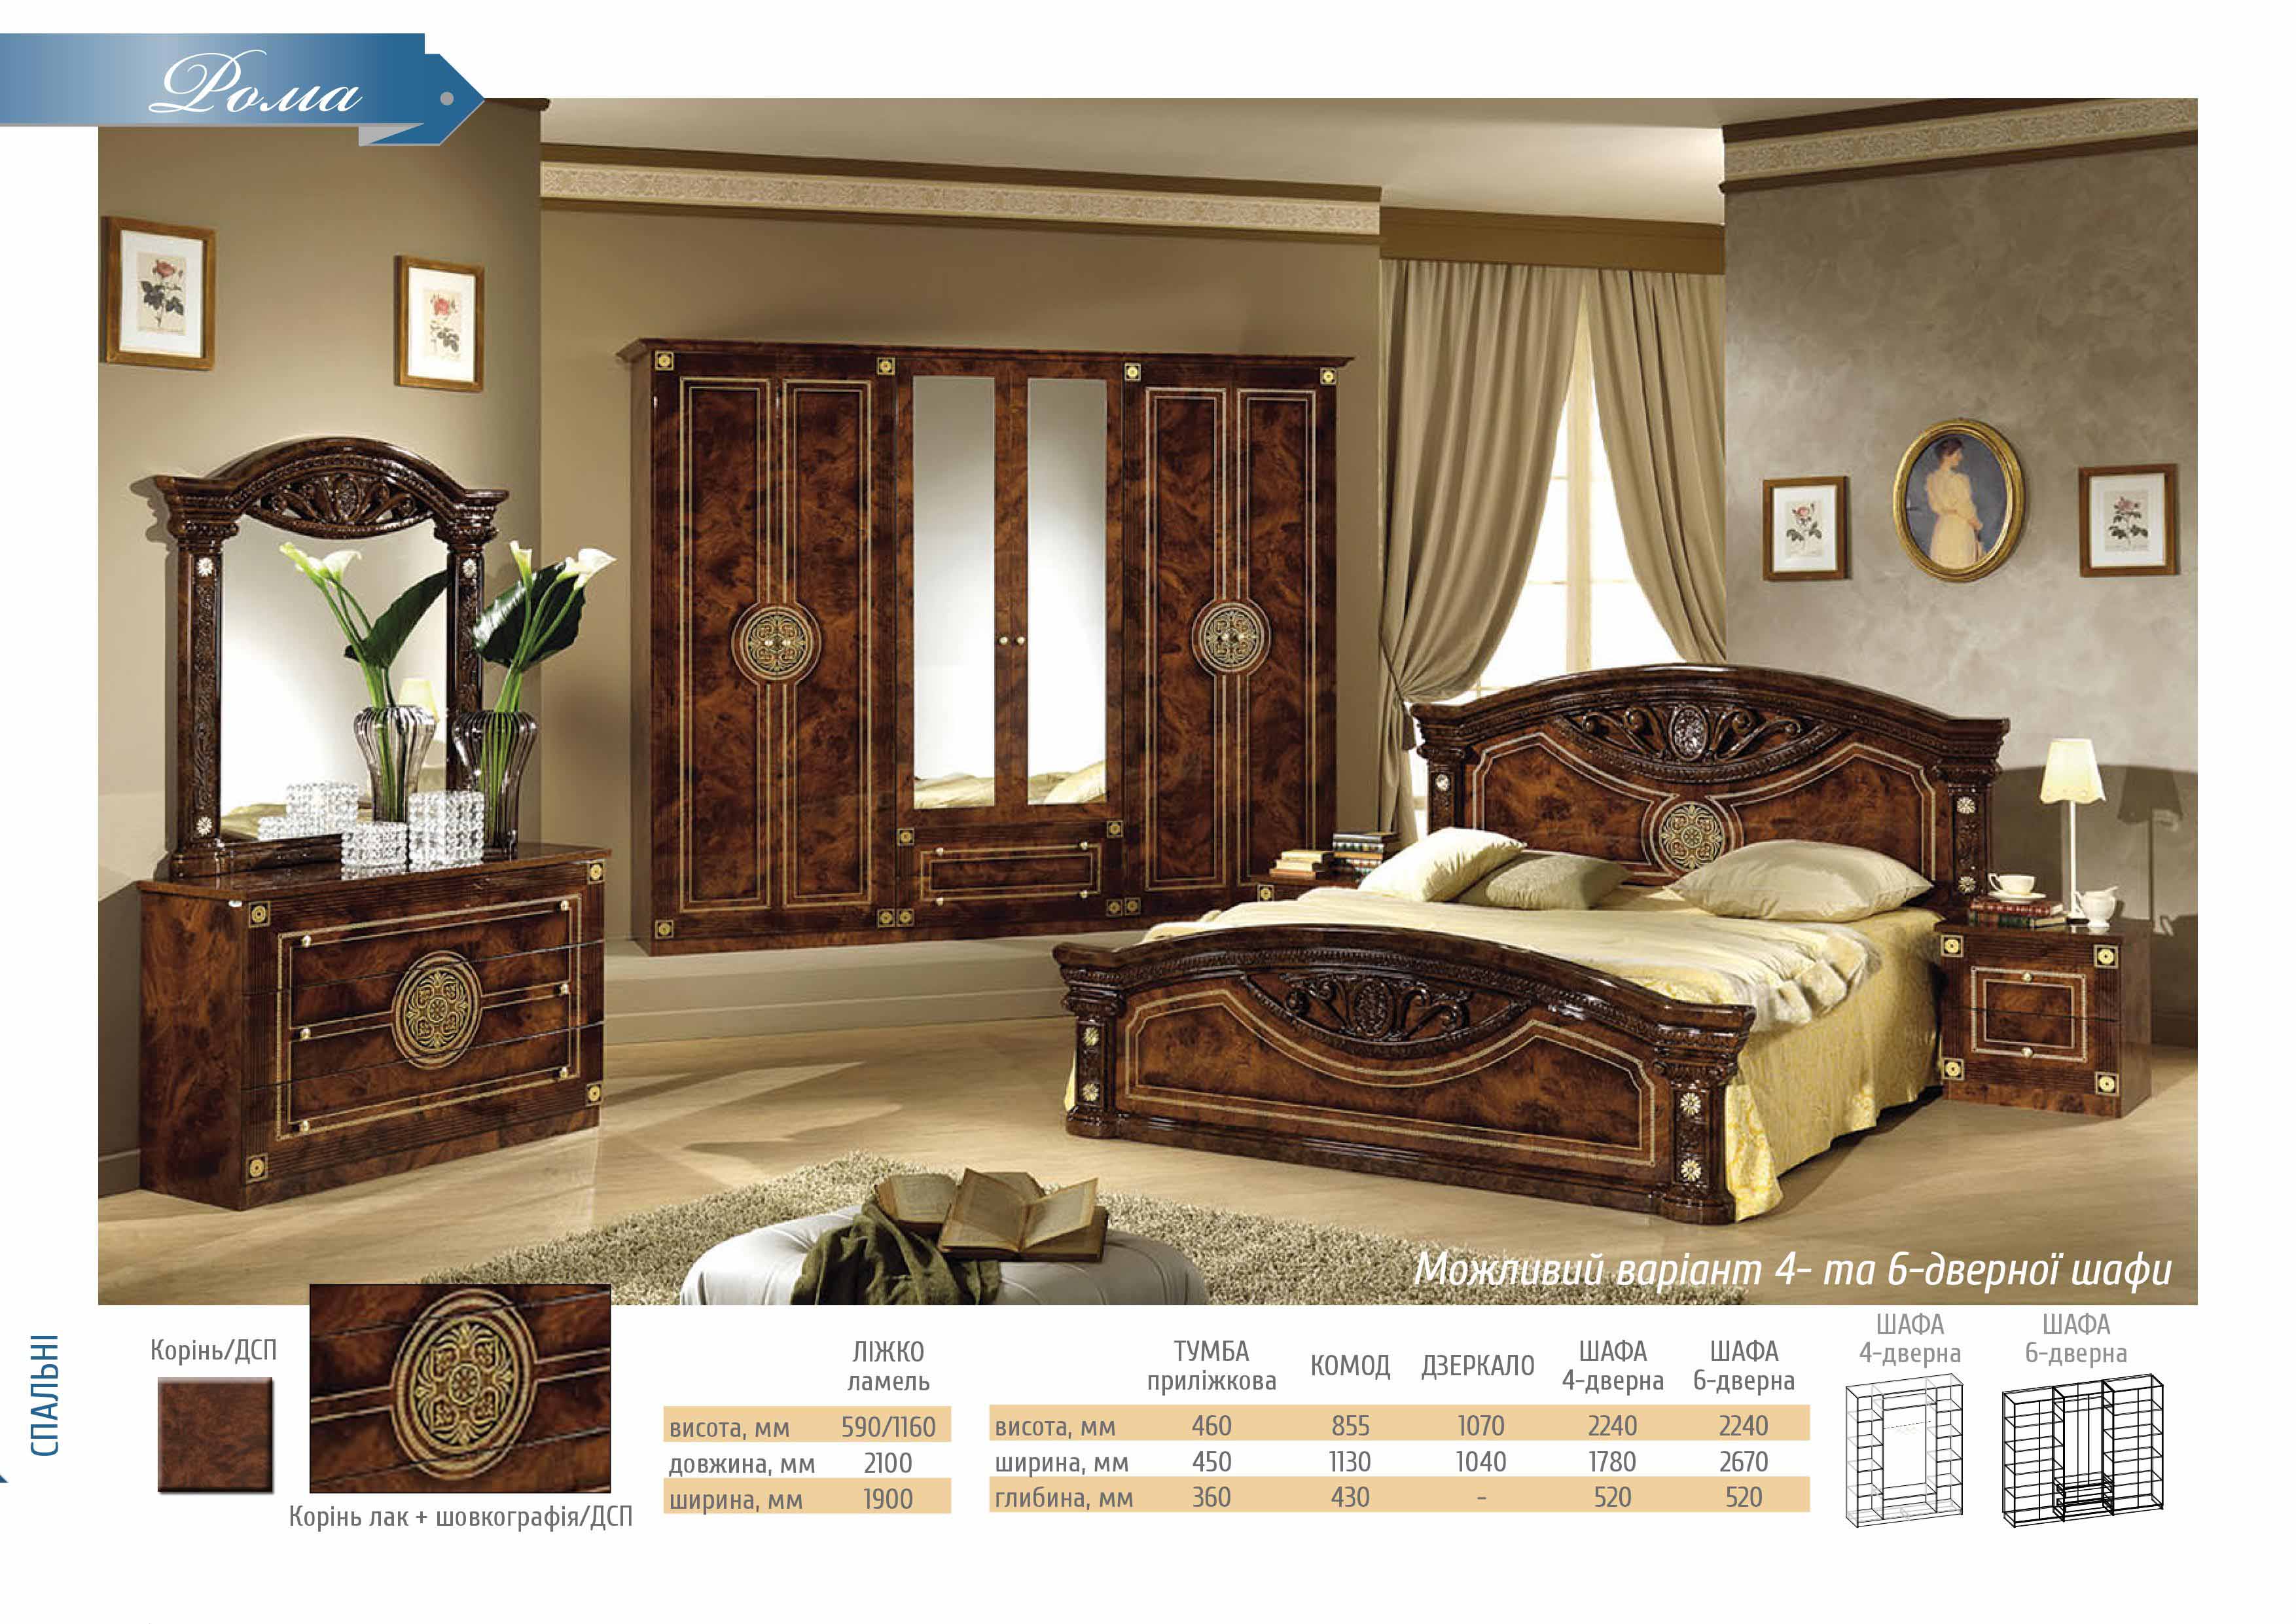 Рома
Можливий варіант 4- та 6-дверної шафи
СПАЛЬНІ
Корінь/ДСП
Корінь лак + шовкографія/ДСП
ЛІЖКО
ламель
висота, мм 590/1160
довжина, мм 2100
ширина, мм 1900
ТУМБА КОМОД ДЗЕРКАЛО ШАФА ШАФА
приліжкова 4-дверна 6-дверна
висота, мм 460 855 1070 2240 2240
ширина, мм 450 1130 1040 1780 2670
глибина, мм 360 430 - 520 520
ШАФА
4-дверна
ШАФА
6-дверна